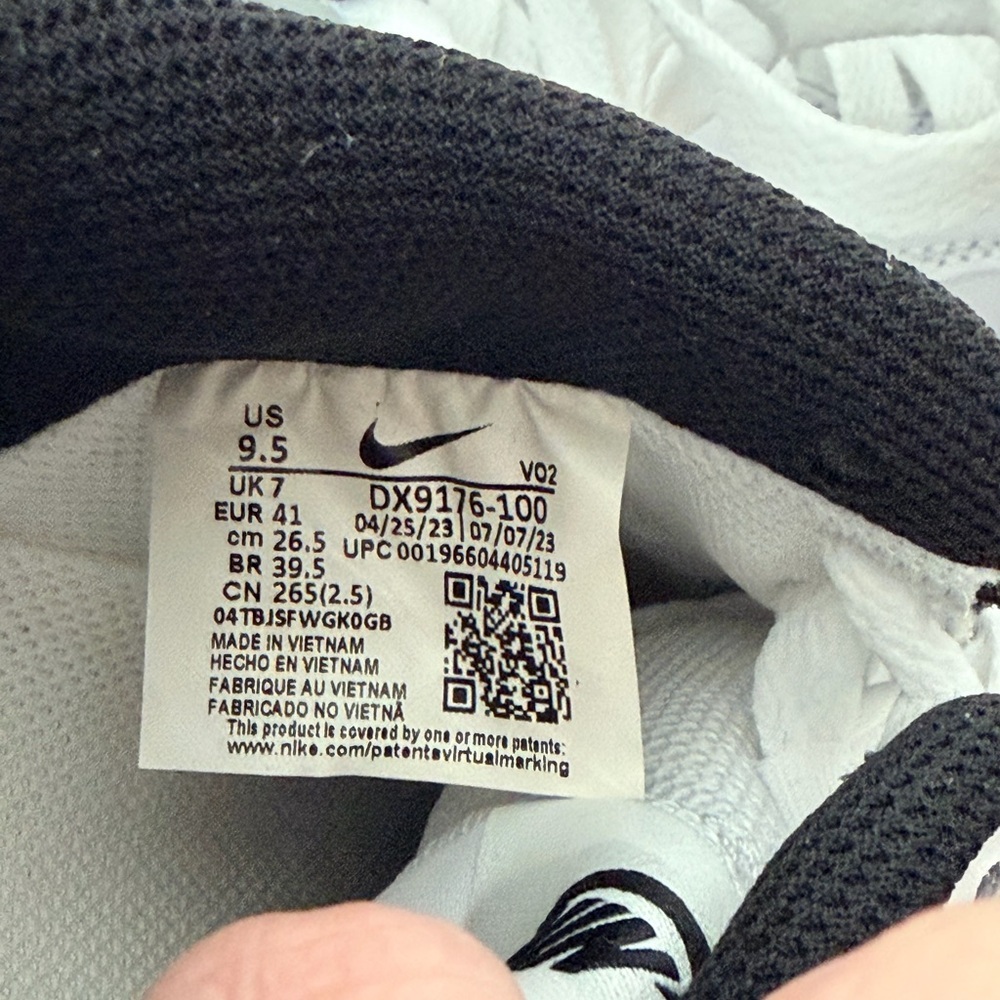 US
9.5
V02
UK 7
DX9176-100
EUR 41
04/25/23 | 07/07/23
cm 26.5
UPC 00196604405119
BR 39.5
CN 265(2.5)
04TBJSFWGK0GB
MADE IN VIETNAM
HECHO EN VIETNAM
FABRIQUE AU VIETNAM
FABRICADO NO VIETNÃ
This product is covered by one or more patents:
www.nike.com/patentsvirtualmarking